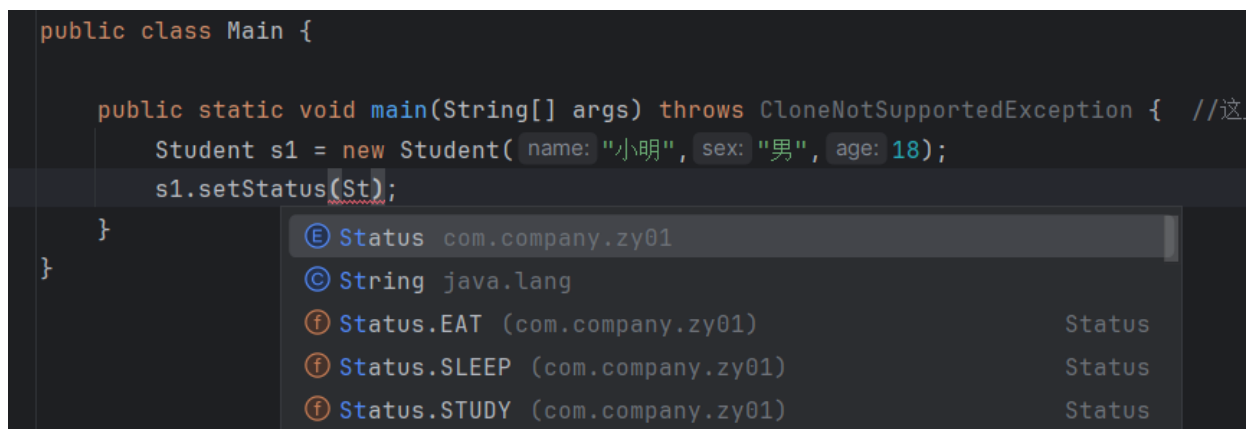 public class Main {
public static void main(String[] args) throws CloneNotSupportedException {  //这
Student s1 = new Student( name: "小明", sex: "男", age: 18);
s1.setStatus(St);
}
}
E Status com.company.zy01
C String java.lang
f Status.EAT (com.company.zy01) Status
f Status.SLEEP (com.company.zy01) Status
f Status.STUDY (com.company.zy01) Status